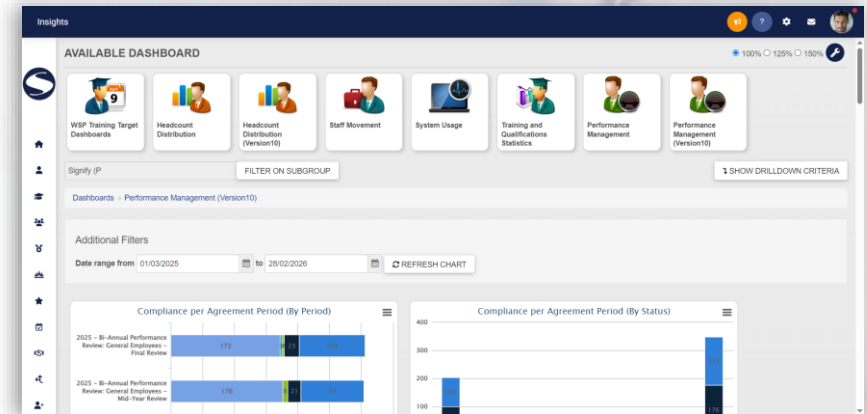 Insights
?
AVAILABLE DASHBOARD
100% 125% 150%
9
WSP Training Target
Dashboards
Headcount
Distribution
Headcount
Distribution
(Version10)
Staff Movement
System Usage
Training and
Qualifications
Statistics
Performance
Management
Performance
Management
(Version10)
Signify (P
FILTER ON SUBGROUP
SHOW DRILLDOWN CRITERIA
Dashboards » Performance Management (Version10)
Additional Filters
Date range from 01/03/2025 to 28/02/2026 REFRESH CHART
Compliance per Agreement Period (By Period)
2025 - Bi-Annual Performance
Review: General Employees -
Final Review
172
23
2025 - Bi-Annual Performance
Review: General Employees -
Mid-Year Review
176
21
Compliance per Agreement Period (By Status)
400
300
200
100
176